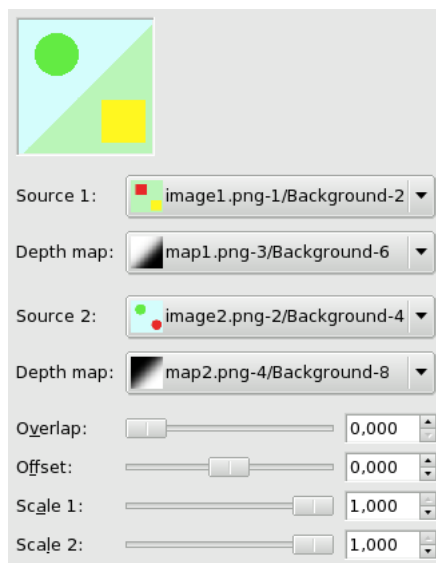 Source 1: image1.png-1/Background-2
Depth map: map1.png-3/Background-6
Source 2: image2.png-2/Background-4
Depth map: map2.png-4/Background-8
Overlap: 0,000
Offset: 0,000
Scale 1: 1,000
Scale 2: 1,000